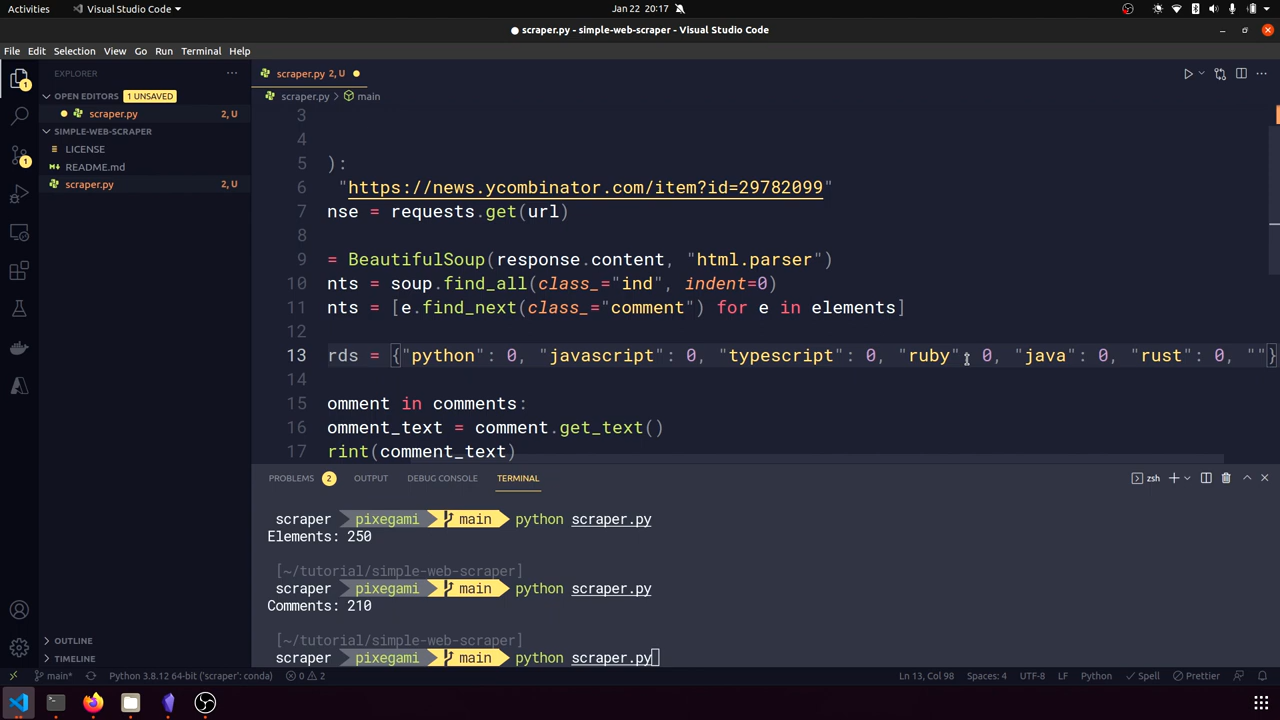 Activities
Visual Studio Code
Jan 22 20:17
scraper.py - simple-web-scraper - Visual Studio Code
File Edit Selection View Go Run Terminal Help
EXPLORER
OPEN EDITORS 1 UNSAVED
scraper.py 2, U
SIMPLE-WEB-SCRAPER
LICENSE
README.md
scraper.py 2, U
OUTLINE
TIMELINE
1
1
scraper.py 2, U
scraper.py > main
3
4
5 ):
6 "https://news.ycombinator.com/item?id=29782099"
7 nse = requests.get(url)
8
9 = BeautifulSoup(response.content, "html.parser")
10 nts = soup.find_all(class_="ind", indent=0)
11 nts = [e.find_next(class_="comment") for e in elements]
12
13 rds = {"python": 0, "javascript": 0, "typescript": 0, "ruby": 0, "java": 0, "rust": 0, ""}
14
15 omment in comments:
16 omment_text = comment.get_text()
17 rint(comment_text)
PROBLEMS 2 OUTPUT DEBUG CONSOLE TERMINAL
zsh
scraper pixegami main python scraper.py
Elements: 250
[~/tutorial/simple-web-scraper]
scraper pixegami main python scraper.py
Comments: 210
[~/tutorial/simple-web-scraper]
scraper pixegami main python scraper.py
main* Python 3.8.12 64-bit ('scraper': conda) 0 2 Ln 13, Col 98 Spaces: 4 UTF-8 LF Python Spell Prettier